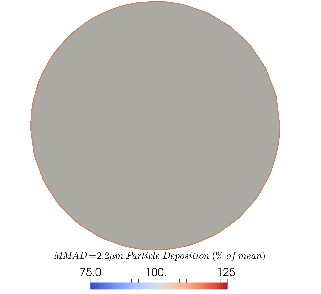 MMAD=2.2μm Particle Deposition (% of mean)
75.0 100. 125